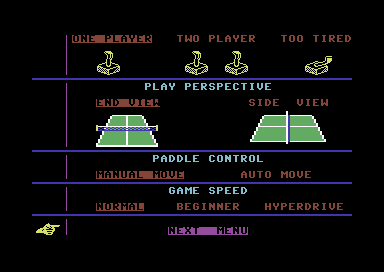 ONE PLAYER TWO PLAYER TOO TIRED
PLAY PERSPECTIVE
END VIEW SIDE VIEW
PADDLE CONTROL
MANUAL MOVE AUTO MOVE
GAME SPEED
NORMAL BEGINNER HYPERDRIVE
NEXT MENU